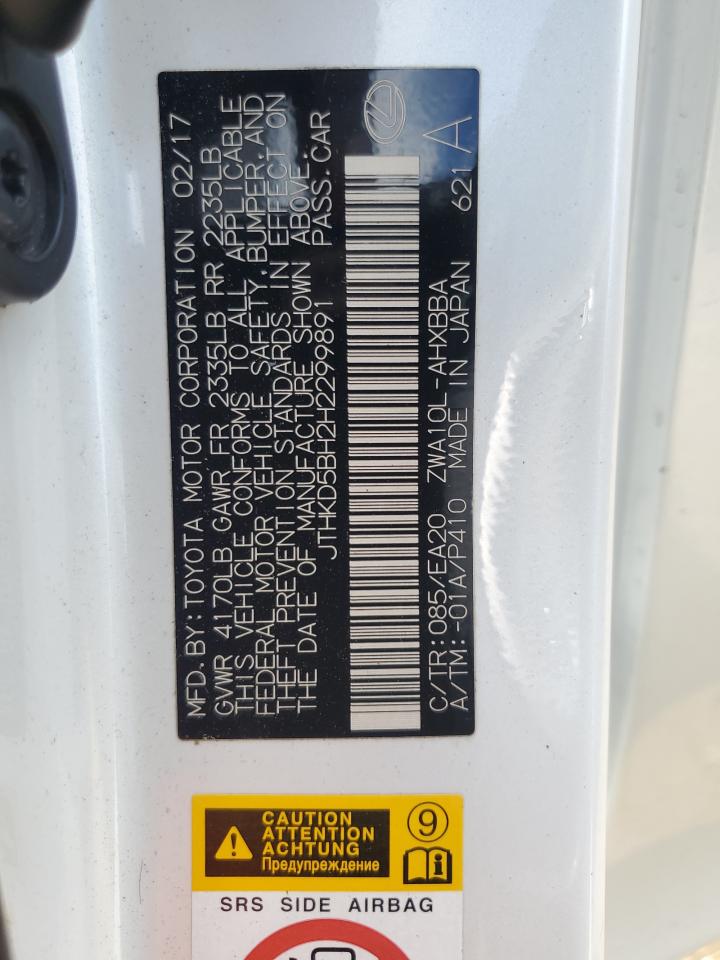 MFD.BY:TOYOTA MOTOR CORPORATION 02/17
GVWR 4170LB GAWR FR 2335LB RR 2235LB
THIS VEHICLE CONFORMS TO ALL APPLICABLE
FEDERAL MOTOR VEHICLE SAFETY,BUMPER,AND
THEFT PREVENTION STANDARDS IN EFFECT ON
THE DATE OF MANUFACTURE SHOWN ABOVE.
JTHKD5BH2H2299891 PASS.CAR
C/TR:085/EA20 ZWA10L-AHXBBA 621
A/TM:-01A/P410 MADE IN JAPAN A
CAUTION
ATTENTION
ACHTUNG
Предупреждение
9
i
SRS SIDE AIRBAG